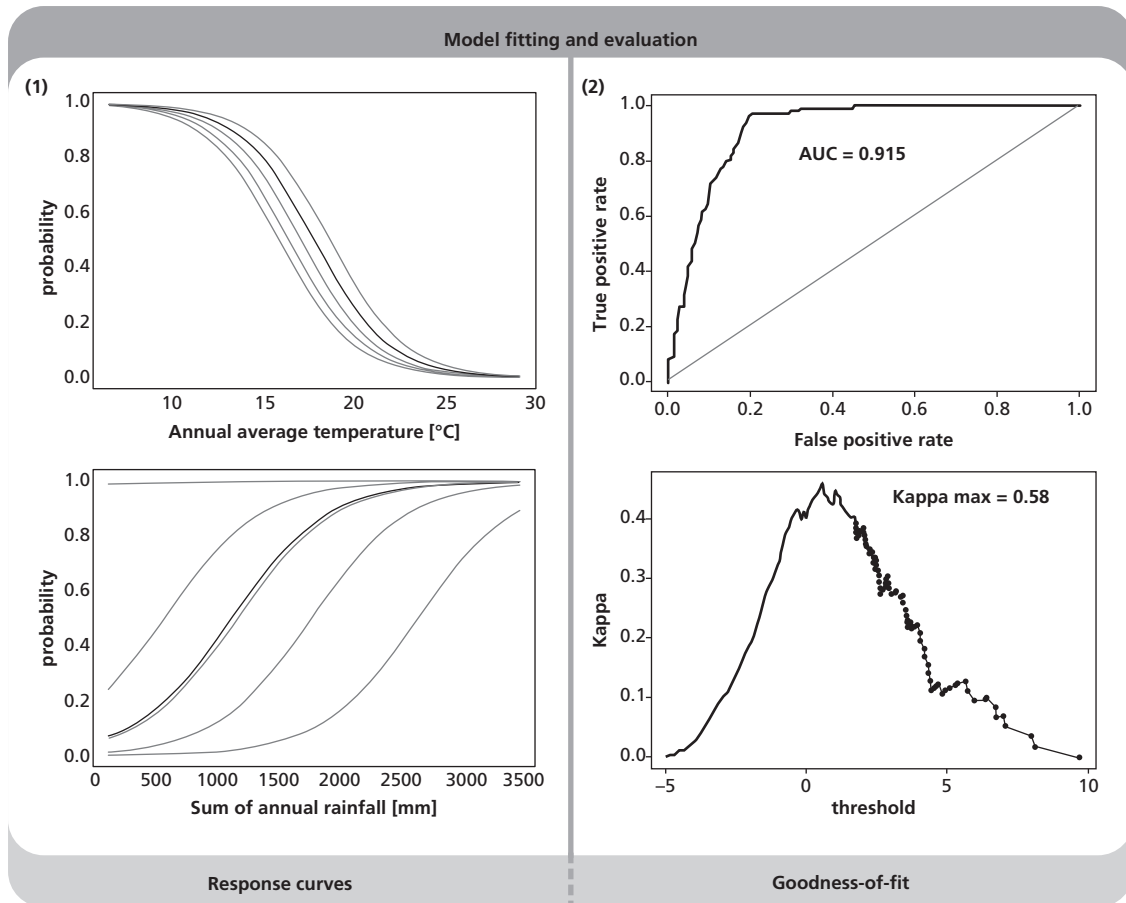 Model fitting and evaluation
(1)
1.0
0.8
0.6
0.4
0.2
0.0
probability
10 15 20 25 30
Annual average temperature [°C]
1.0
0.8
0.6
0.4
0.2
0.0
probability
0 500 1000 1500 2000 2500 3000 3500
Sum of annual rainfall [mm]
(2)
1.0
0.8
0.6
0.4
0.2
0.0
True positive rate
AUC = 0.915
0.0 0.2 0.4 0.6 0.8 1.0
False positive rate
Kappa max = 0.58
0.4
0.3
0.2
0.1
0.0
Kappa
−5 0 5 10
threshold
Response curves
Goodness-of-fit